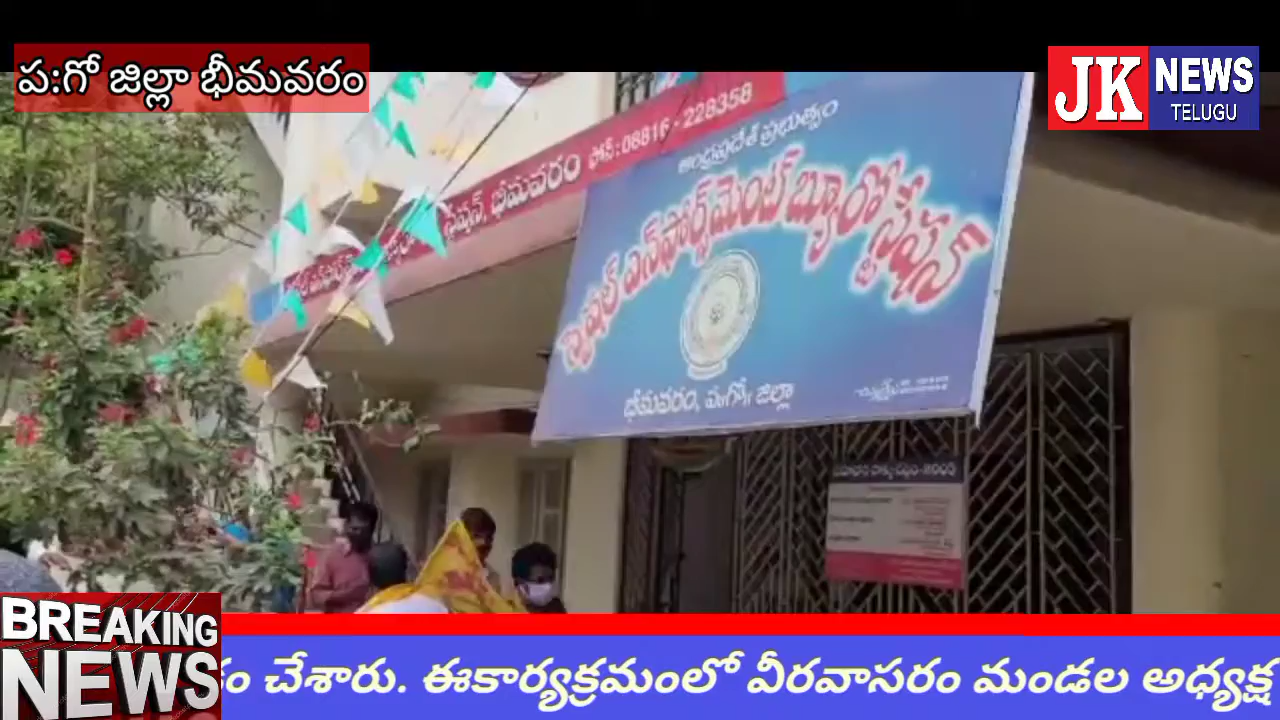 ప:గో జిల్లా భీమవరం
JK NEWS
TELUGU
స్టేషన్, భీమవరం ఫోన్: 08816 - 228358
ఆంధ్రప్రదేశ్ ప్రభుత్వం
స్పెషల్ ఎన్‌ఫోర్స్‌మెంట్ బ్యూరో స్టేషన్
భీమవరం, ప॥గో॥ జిల్లా
BREAKING
NEWS
చేశారు. ఈకార్యక్రమంలో వీరవాసరం మండల అధ్యక్ష